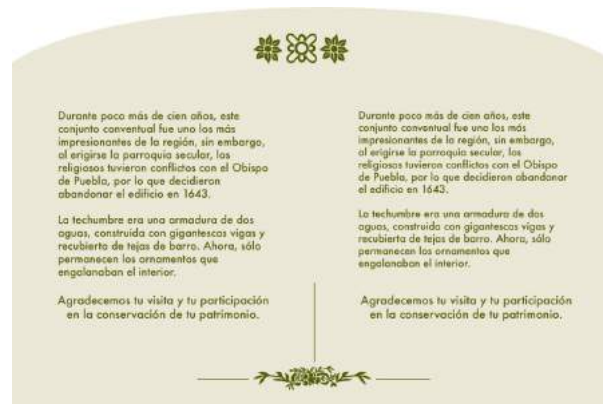 Durante poco más de cien años, este
conjunto conventual fue uno los más
impresionantes de la región, sin embargo,
al erigirse la parroquia secular, los
religiosos tuvieron conflictos con el Obispo
de Puebla, por lo que decidieron
abandonar el edificio en 1643.
La techumbre era una armadura de dos
aguas, construida con gigantescas vigas y
recubierta de tejas de barro. Ahora, sólo
permanecen los ornamentos que
engalanaban el interior.
Agradecemos tu visita y tu participación
en la conservación de tu patrimonio.
Durante poco más de cien años, este
conjunto conventual fue uno los más
impresionantes de la región, sin embargo,
al erigirse la parroquia secular, los
religiosos tuvieron conflictos con el Obispo
de Puebla, por lo que decidieron abandonar
el edificio en 1643.
La techumbre era una armadura de dos
aguas, construida con gigantescas vigas y
recubierta de tejas de barro. Ahora, sólo
permanecen los ornamentos que
engalanaban el interior.
Agradecemos tu visita y tu participación
en la conservación de tu patrimonio.